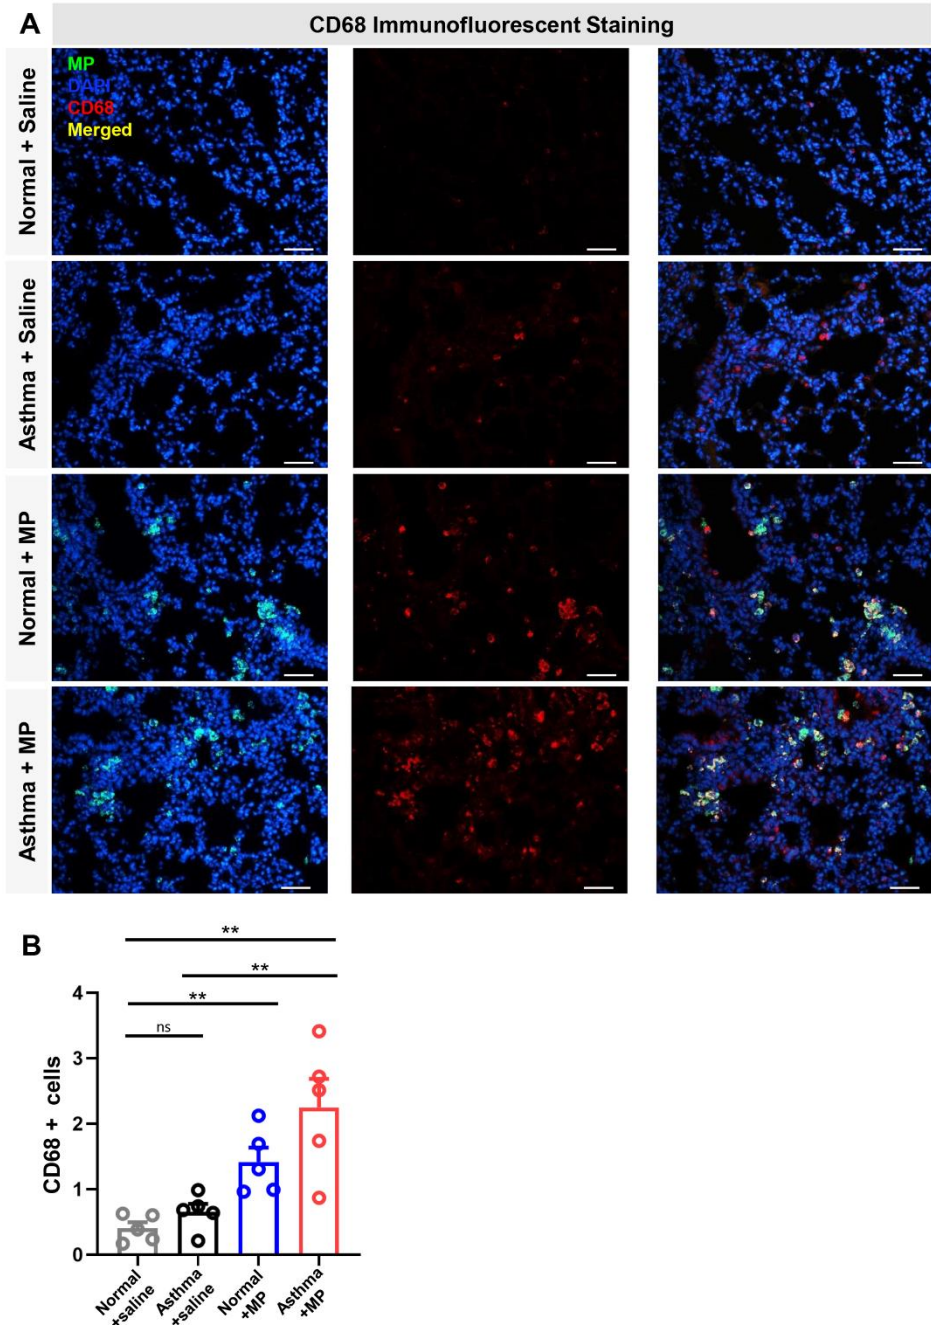 A
CD68 Immunofluorescent Staining
Normal + Saline
MP
DABI
CD68
Merged
Asthma + Saline
Normal + MP
Asthma + MP
B
**
**
**
ns
CD68 + cells
4
3
2
1
0
Normal
+saline
Asthma
+saline
Normal
+MP
Asthma
+MP